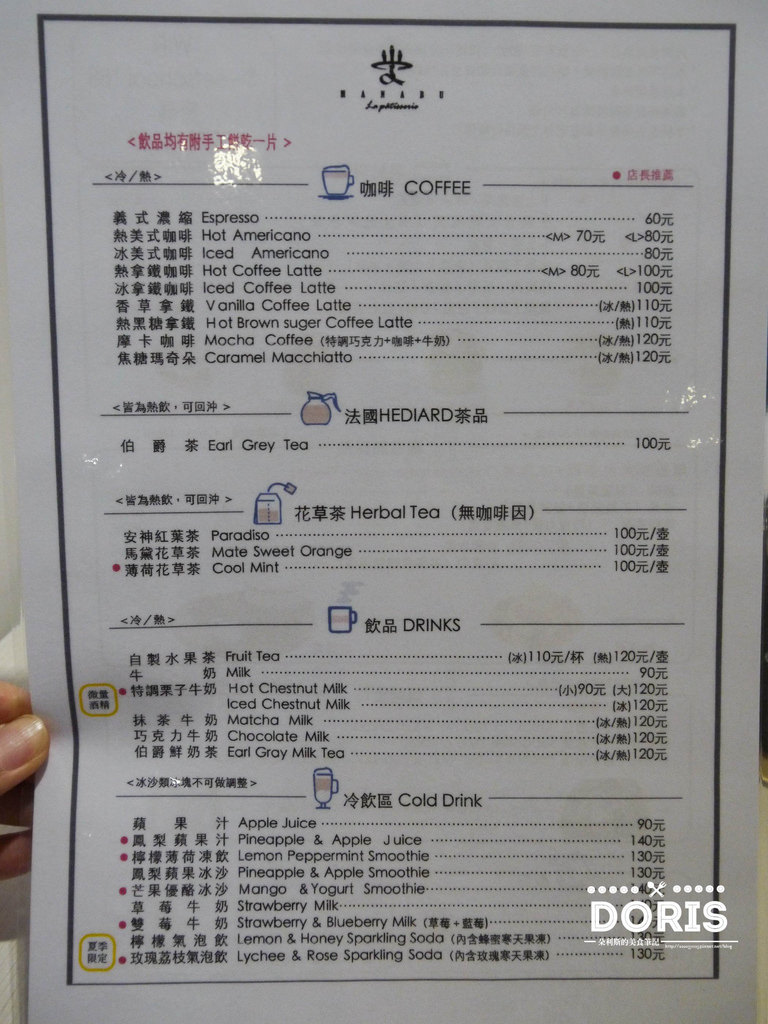 MANABU
La pâtisserie
<飲品均有附手工餅乾一片>
<冷/熱> 咖啡 COFFEE ●店長推薦
義式濃縮 Espresso 60元
熱美式咖啡 Hot Americano <M> 70元 <L>80元
冰美式咖啡 Iced Americano 80元
熱拿鐵咖啡 Hot Coffee Latte <M> 80元 <L>100元
冰拿鐵咖啡 Iced Coffee Latte 100元
香草拿鐵 Vanilla Coffee Latte (冰/熱)110元
熱黑糖拿鐵 Hot Brown suger Coffee Latte (熱)110元
摩卡咖啡 Mocha Coffee (特調巧克力+咖啡+牛奶) (冰/熱)120元
焦糖瑪奇朵 Caramel Macchiatto (冰/熱)120元
<皆為熱飲，可回沖> 法國HEDIARD茶品
伯爵茶 Earl Grey Tea 100元
<皆為熱飲，可回沖> 花草茶 Herbal Tea (無咖啡因)
安神紅葉茶 Paradiso 100元/壺
馬黛花草茶 Mate Sweet Orange 100元/壺
●薄荷花草茶 Cool Mint 100元/壺
<冷/熱> 飲品 DRINKS
自製水果茶 Fruit Tea (冰)110元/杯 (熱)120元/壺
牛奶 Milk 90元
微量酒精 ●特調栗子牛奶 Hot Chestnut Milk (小)90元 (大)120元
Iced Chestnut Milk (冰)120元
抹茶牛奶 Matcha Milk (冰/熱)120元
巧克力牛奶 Chocolate Milk (冰/熱)120元
伯爵鮮奶茶 Earl Gray Milk Tea (冰/熱)120元
<冰沙類冰塊不可做調整> 冷飲區 Cold Drink
蘋果汁 Apple Juice 90元
●鳳梨蘋果汁 Pineapple & Apple Juice 140元
●檸檬薄荷凍飲 Lemon Peppermint Smoothie 130元
鳳梨蘋果冰沙 Pineapple & Apple Smoothie 130元
●芒果優酪冰沙 Mango &Yogurt Smoothie
草莓牛奶 Strawberry Milk
●雙莓牛奶 Strawberry & Blueberry Milk (草莓+藍莓)
夏季限定 檸檬氣泡飲 Lemon & Honey Sparkling Soda (內含蜂蜜寒天果凍) 130元
●玫瑰荔枝氣泡飲 Lychee & Rose Sparkling Soda (內含玫瑰寒天果凍) 130元
DORIS
朵利斯的美食筆記